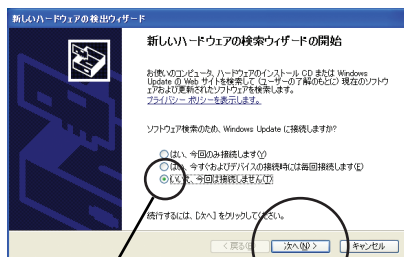 新しいハードウェアの検出ウィザード
新しいハードウェアの検索ウィザードの開始
お使いのコンピュータ、ハードウェアのインストール CD または Windows
Update の Web サイトを検索して (ユーザーの了解のもとに) 現在のソフトウ
ェアおよび更新されたソフトウェアを検索します。
プライバシー ポリシーを表示します。
ソフトウェア検索のため、Windows Update に接続しますか?
はい、今回のみ接続します(Y)
はい、今すぐおよびデバイスの接続時には毎回接続します(E)
いいえ、今回は接続しません(T)
続行するには、[次へ] をクリックしてください。
< 戻る(B)
次へ(N) >
キャンセル